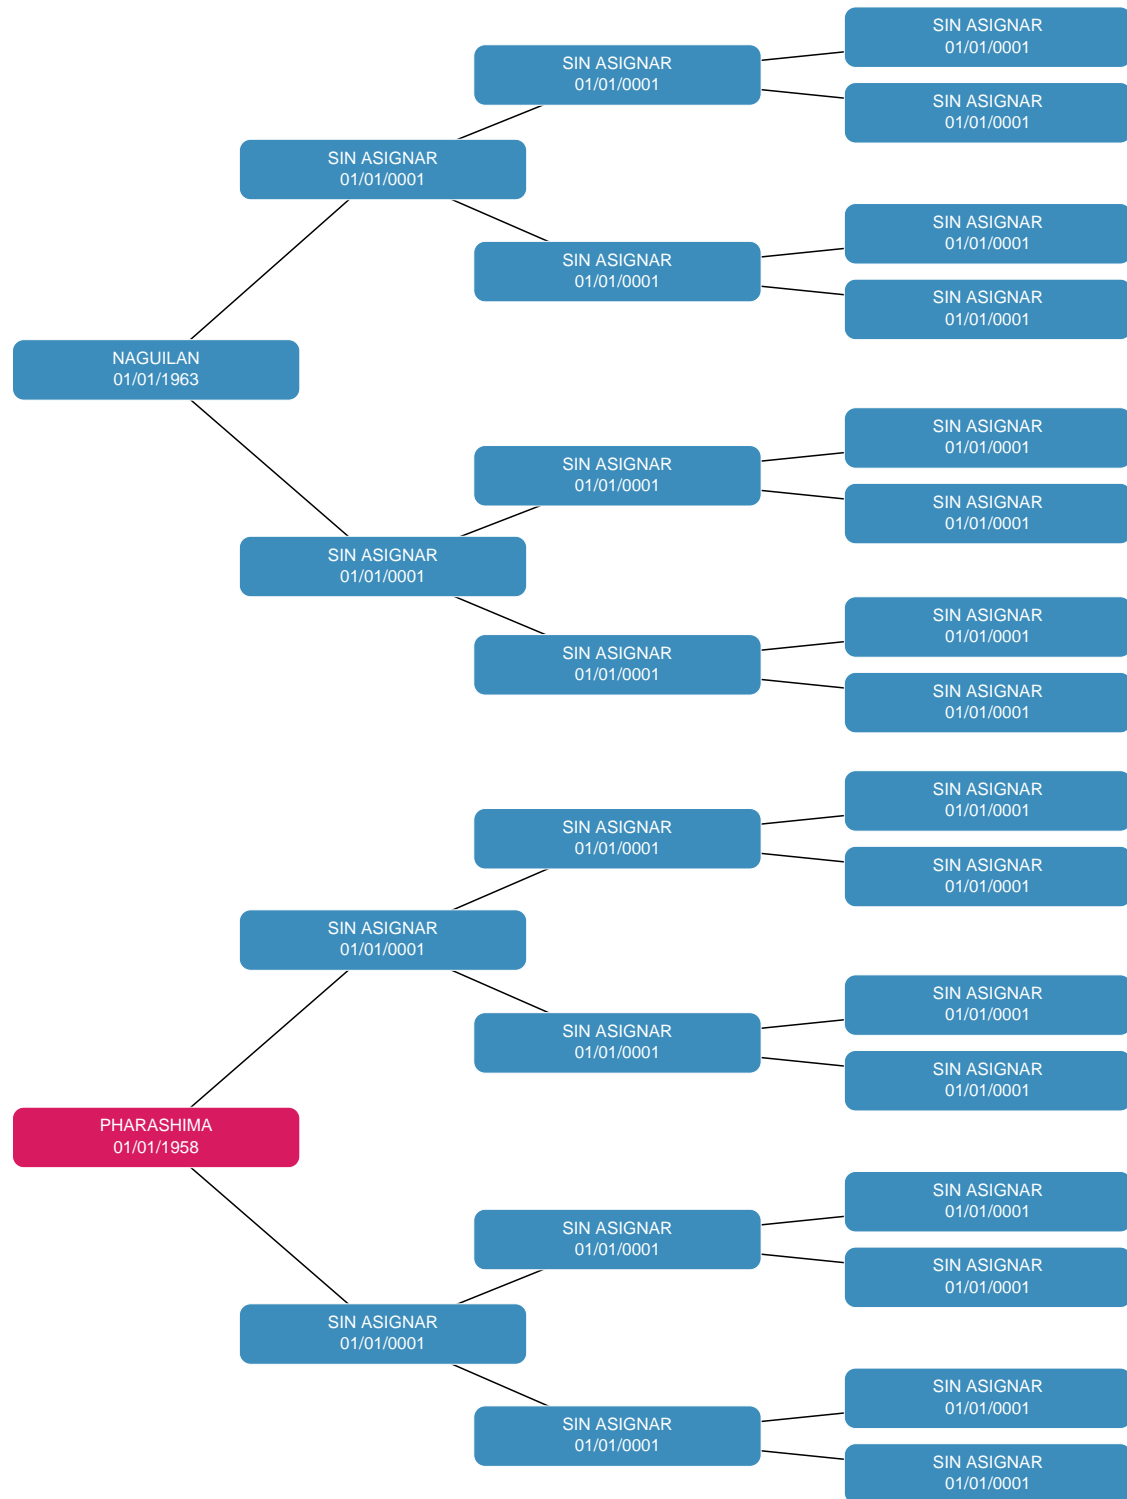 SIN ASIGNAR
01/01/0001
SIN ASIGNAR
01/01/0001
SIN ASIGNAR
01/01/0001
SIN ASIGNAR
01/01/0001
SIN ASIGNAR
01/01/0001
SIN ASIGNAR
01/01/0001
SIN ASIGNAR
01/01/0001
NAGUILAN
01/01/1963
SIN ASIGNAR
01/01/0001
SIN ASIGNAR
01/01/0001
SIN ASIGNAR
01/01/0001
SIN ASIGNAR
01/01/0001
SIN ASIGNAR
01/01/0001
SIN ASIGNAR
01/01/0001
SIN ASIGNAR
01/01/0001
SIN ASIGNAR
01/01/0001
SIN ASIGNAR
01/01/0001
SIN ASIGNAR
01/01/0001
SIN ASIGNAR
01/01/0001
SIN ASIGNAR
01/01/0001
SIN ASIGNAR
01/01/0001
SIN ASIGNAR
01/01/0001
PHARASHIMA
01/01/1958
SIN ASIGNAR
01/01/0001
SIN ASIGNAR
01/01/0001
SIN ASIGNAR
01/01/0001
SIN ASIGNAR
01/01/0001
SIN ASIGNAR
01/01/0001
SIN ASIGNAR
01/01/0001
SIN ASIGNAR
01/01/0001